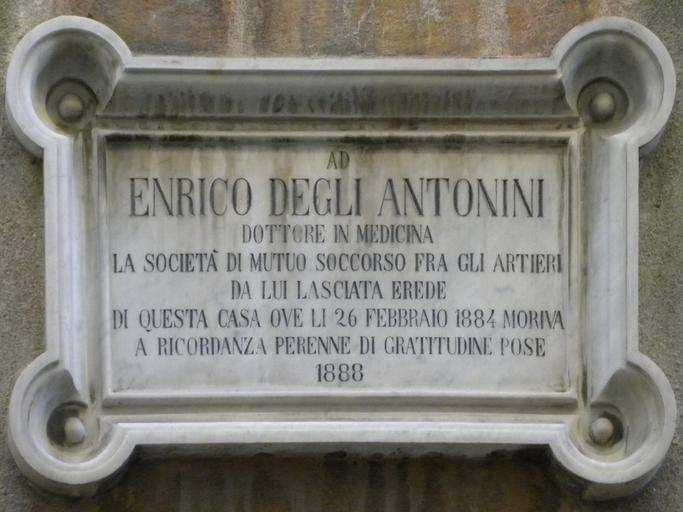 AD
ENRICO DEGLI ANTONINI
DOTTORE IN MEDICINA
LA SOCIETÀ DI MUTUO SOCCORSO FRA GLI ARTIERI
DA LUI LASCIATA EREDE
DI QUESTA CASA OVE LI 26 FEBBRAIO 1884 MORIVA
A RICORDANZA PERENNE DI GRATITUDINE POSE
1888